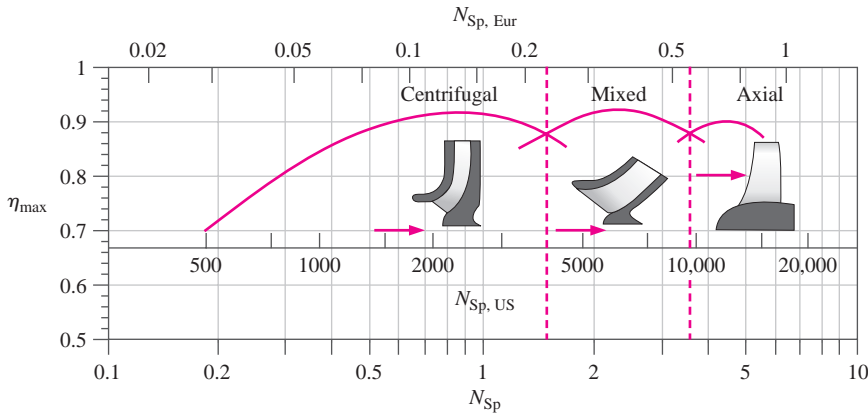 N_Sp, Eur
0.02 0.05 0.1 0.2 0.5 1
1
Centrifugal Mixed Axial
0.9
0.8
η_max
0.7
500 1000 2000 5000 10,000 20,000
0.6
N_Sp, US
0.5
0.1 0.2 0.5 1 2 5 10
N_Sp